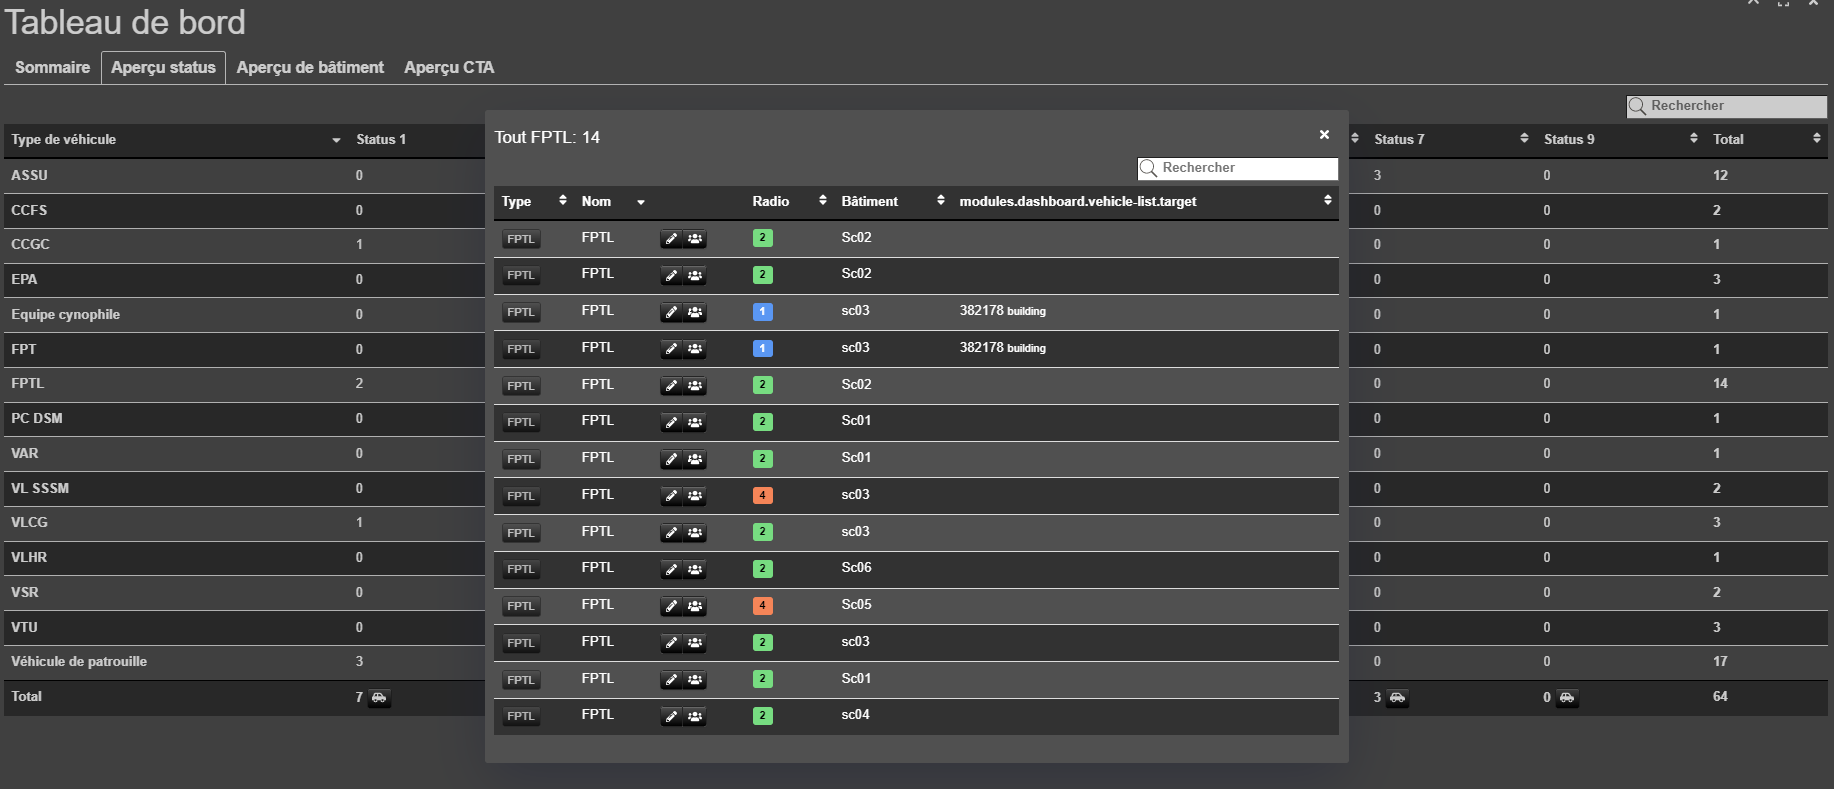 Tableau de bord
Sommaire Aperçu status Aperçu de bâtiment Aperçu CTA
Rechercher
Type de véhicule Status 1 Status 7 Status 9 Total
ASSU 0 3 0 12
CCFS 0 0 0 2
CCGC 1 0 0 1
EPA 0 0 0 3
Equipe cynophile 0 0 0 1
FPT 0 0 0 1
FPTL 2 0 0 14
PC DSM 0 0 0 1
VAR 0 0 0 1
VL SSSM 0 0 0 2
VLCG 1 0 0 3
VLHR 0 0 0 1
VSR 0 0 0 2
VTU 0 0 0 3
Véhicule de patrouille 3 0 0 17
Total 7 3 0 64
Tout FPTL: 14
Rechercher
Type Nom Radio Bâtiment modules.dashboard.vehicle-list.target
FPTL FPTL 2 Sc02
FPTL FPTL 2 Sc02
FPTL FPTL 1 sc03 382178 building
FPTL FPTL 1 sc03 382178 building
FPTL FPTL 2 Sc02
FPTL FPTL 2 Sc01
FPTL FPTL 2 Sc01
FPTL FPTL 4 sc03
FPTL FPTL 2 sc03
FPTL FPTL 2 Sc06
FPTL FPTL 4 Sc05
FPTL FPTL 2 sc03
FPTL FPTL 2 Sc01
FPTL FPTL 2 sc04